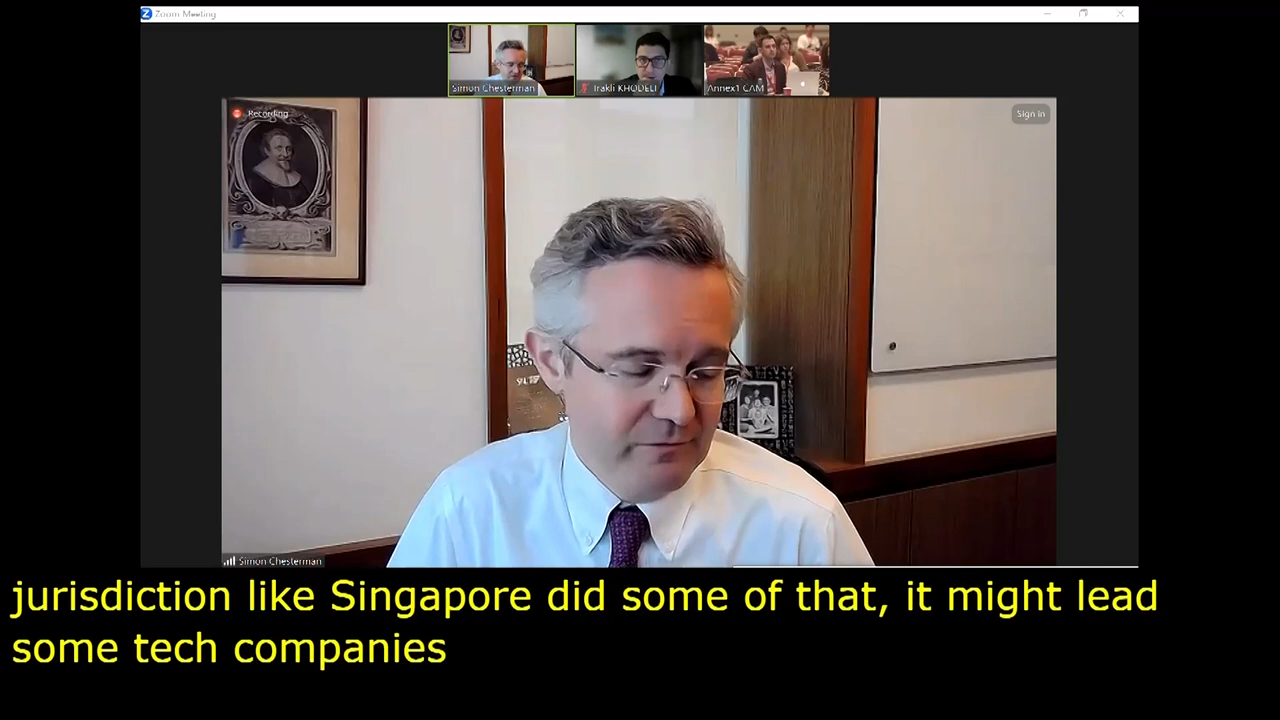 Zoom Meeting
Simon Chesterman
Irakli KHODELI
Annex1 CAM
Recording
Sign in
Simon Chesterman
jurisdiction like Singapore did some of that, it might lead
some tech companies